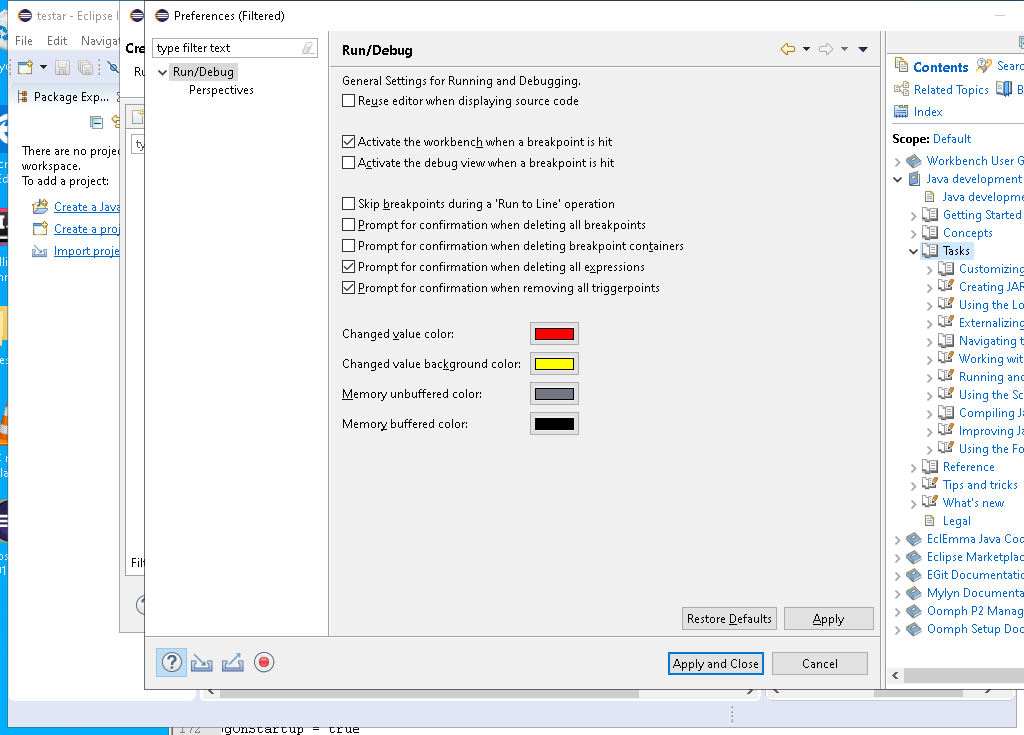 testar - Eclipse I
Preferences (Filtered)
File Edit Navigat
Cre
type filter text
Run/Debug
Contents
Searc
Ru
Run/Debug
General Settings for Running and Debugging.
Related Topics
B
Package Exp...
Perspectives
Reuse editor when displaying source code
Index
Scope: Default
ty
Activate the workbench when a breakpoint is hit
There are no projec
workspace.
To add a project:
Activate the debug view when a breakpoint is hit
Workbench User G
Java development
Java developme
Create a Java
Skip breakpoints during a 'Run to Line' operation
Getting Started
Create a proj
Prompt for confirmation when deleting all breakpoints
Concepts
Import proje
Prompt for confirmation when deleting breakpoint containers
Tasks
Prompt for confirmation when deleting all expressions
Customizing
Prompt for confirmation when removing all triggerpoints
Creating JAR
Using the Lo
Externalizing
Changed value color:
Navigating t
Changed value background color:
Working wit
Running and
Memory unbuffered color:
Using the Sc
Compiling Ja
Memory buffered color:
Improving Ja
Using the Fo
Reference
Tips and tricks
What's new
Legal
EclEmma Java Cod
Filt
Eclipse Marketplac
EGit Documentatio
Mylyn Documenta
Oomph P2 Manag
Restore Defaults
Apply
Oomph Setup Doc
Apply and Close
Cancel
172
gOnStartup = true